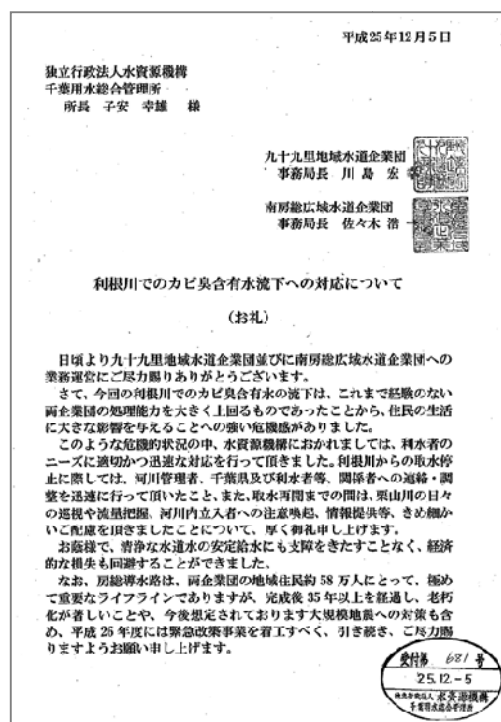 平成25年12月5日
独立行政法人水資源機構
千葉用水総合管理所
所長 子安 幸雄 様
九十九里地域水道企業団
事務局長 川島 宏
南房総広域水道企業団
事務局長 佐々木 浩
利根川でのカビ臭含有水流下への対応について
(お礼)
日頃より九十九里地域水道企業団並びに南房総広域水道企業団への
業務運営にご尽力賜りありがとうございます。
さて、今回の利根川でのカビ臭含有水の流下は、これまで経験のない
両企業団の処理能力を大きく上回るものであったことから、住民の生活
に大きな影響を与えることへの強い危機感がありました。
このような危機的状況の中、水資源機構におかれましては、利水者の
ニーズに適切かつ迅速な対応を行って頂きました。利根川からの取水停
止に際しては、河川管理者、千葉県及び利水者等、関係者への連絡・調
整を迅速に行って頂いたこと、また、取水再開までの間は、栗山川の日々
の巡視や流量把握、河川内立入者への注意喚起、情報提供等、きめ細か
いご配慮を頂きましたことについて、厚く御礼申し上げます。
お蔭様で、清浄な水道水の安定給水にも支障をきたすことなく、経済
的な損失も回避することができました。
なお、房総導水路は、両企業団の地域住民約58万人にとって、極め
て重要なライフラインでありますが、完成後35年以上を経過し、老朽
化が著しいことや、今後想定されております大規模地震への対策も含
め、平成26年度には緊急改築事業を着工すべく、引き続き、ご尽力賜
りますようお願い申し上げます。
受付第 681 号
25.12.-5
独立行政法人 水資源機構
千葉用水総合管理所